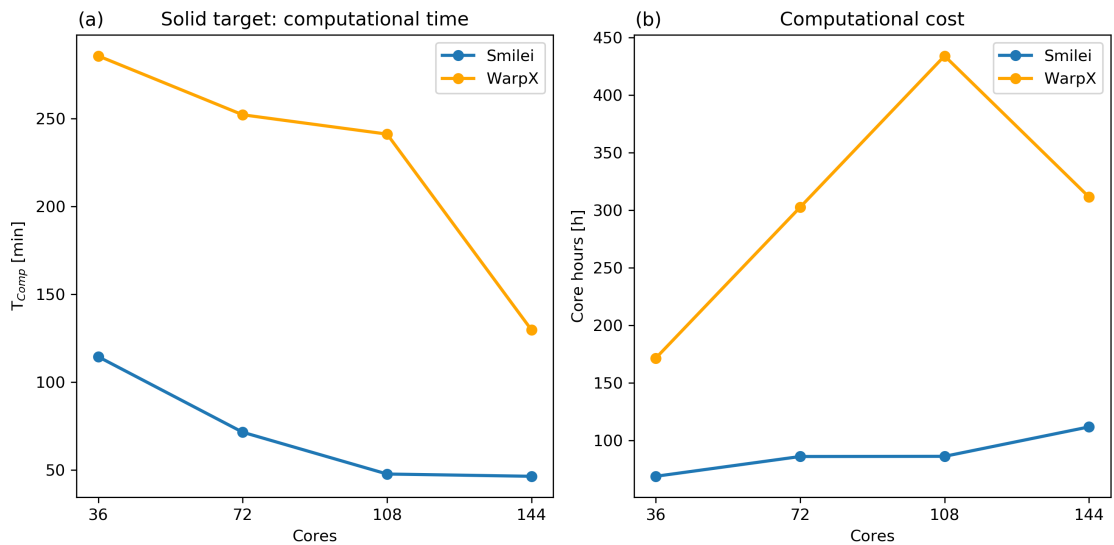 (a) Solid target: computational time
Smilei
WarpX
250
200
150
100
50
T_Comp [min]
36 72 108 144
Cores
(b) Computational cost
Smilei
WarpX
450
400
350
300
250
200
150
100
Core hours [h]
36 72 108 144
Cores